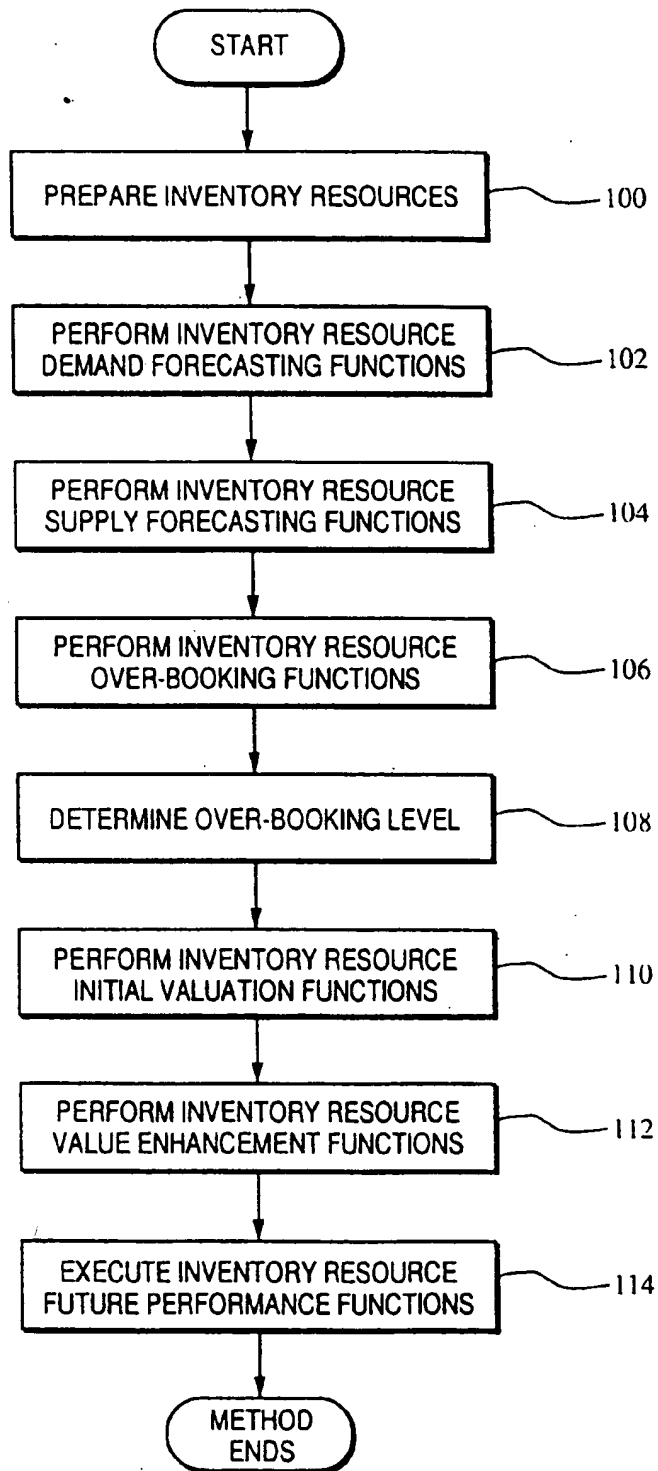 START
PREPARE INVENTORY RESOURCES
100
PERFORM INVENTORY RESOURCE
DEMAND FORECASTING FUNCTIONS
102
PERFORM INVENTORY RESOURCE
SUPPLY FORECASTING FUNCTIONS
104
PERFORM INVENTORY RESOURCE
OVER-BOOKING FUNCTIONS
106
DETERMINE OVER-BOOKING LEVEL
108
PERFORM INVENTORY RESOURCE
INITIAL VALUATION FUNCTIONS
110
PERFORM INVENTORY RESOURCE
VALUE ENHANCEMENT FUNCTIONS
112
EXECUTE INVENTORY RESOURCE
FUTURE PERFORMANCE FUNCTIONS
114
METHOD
ENDS